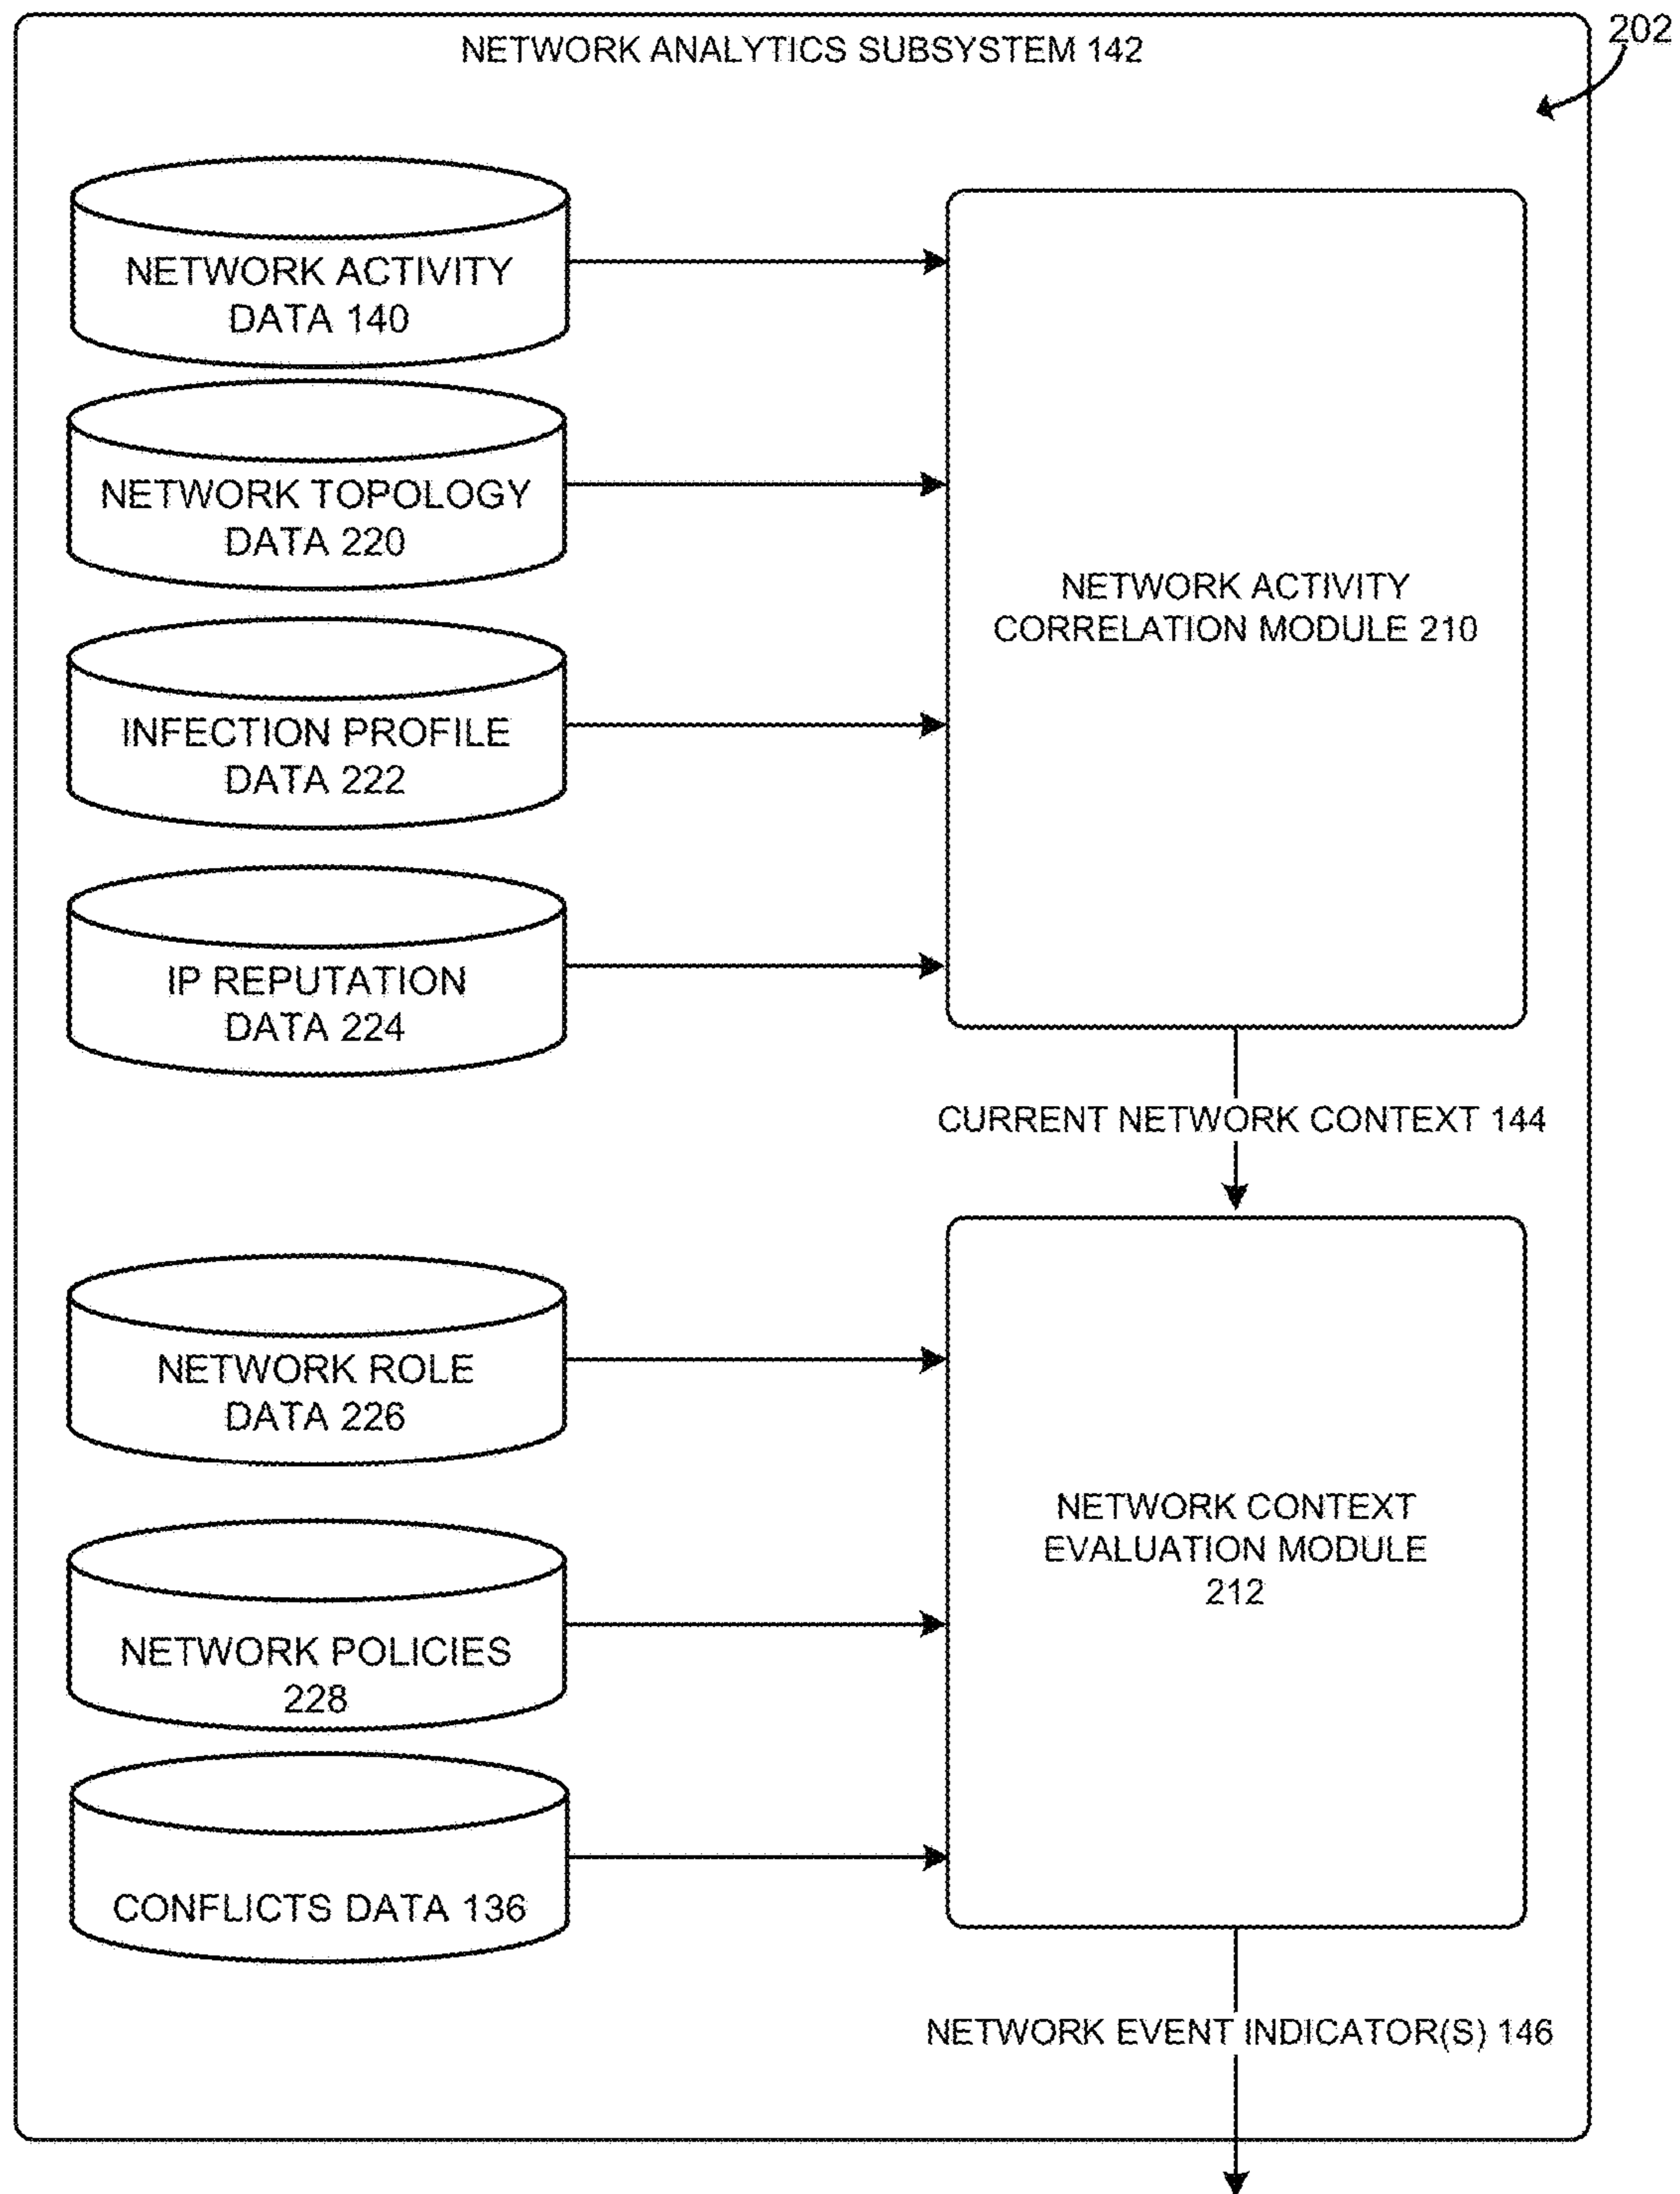 NETWORK ANALYTICS SUBSYSTEM 142
202
NETWORK ACTIVITY
DATA 140
NETWORK TOPOLOGY
DATA 220
INFECTION PROFILE
DATA 222
IP REPUTATION
DATA 224
NETWORK ACTIVITY
CORRELATION MODULE 210
CURRENT NETWORK CONTEXT 144
NETWORK ROLE
DATA 226
NETWORK POLICIES
228
CONFLICTS DATA 136
NETWORK CONTEXT
EVALUATION MODULE
212
NETWORK EVENT INDICATOR(S) 146